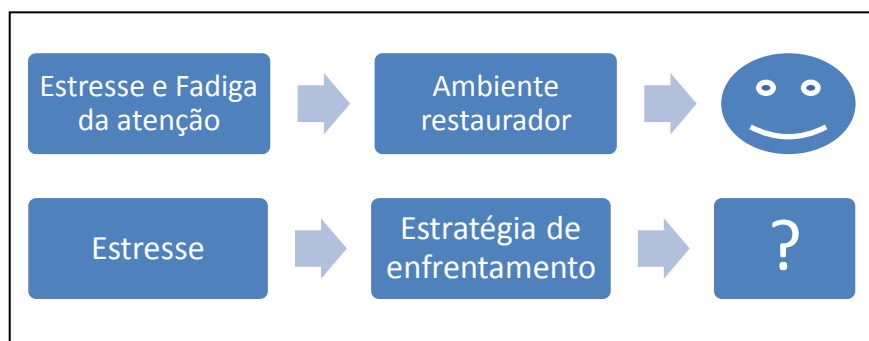 Estresse e Fadiga
da atenção
Ambiente
restaurador
Estresse
Estratégia de
enfrentamento
?